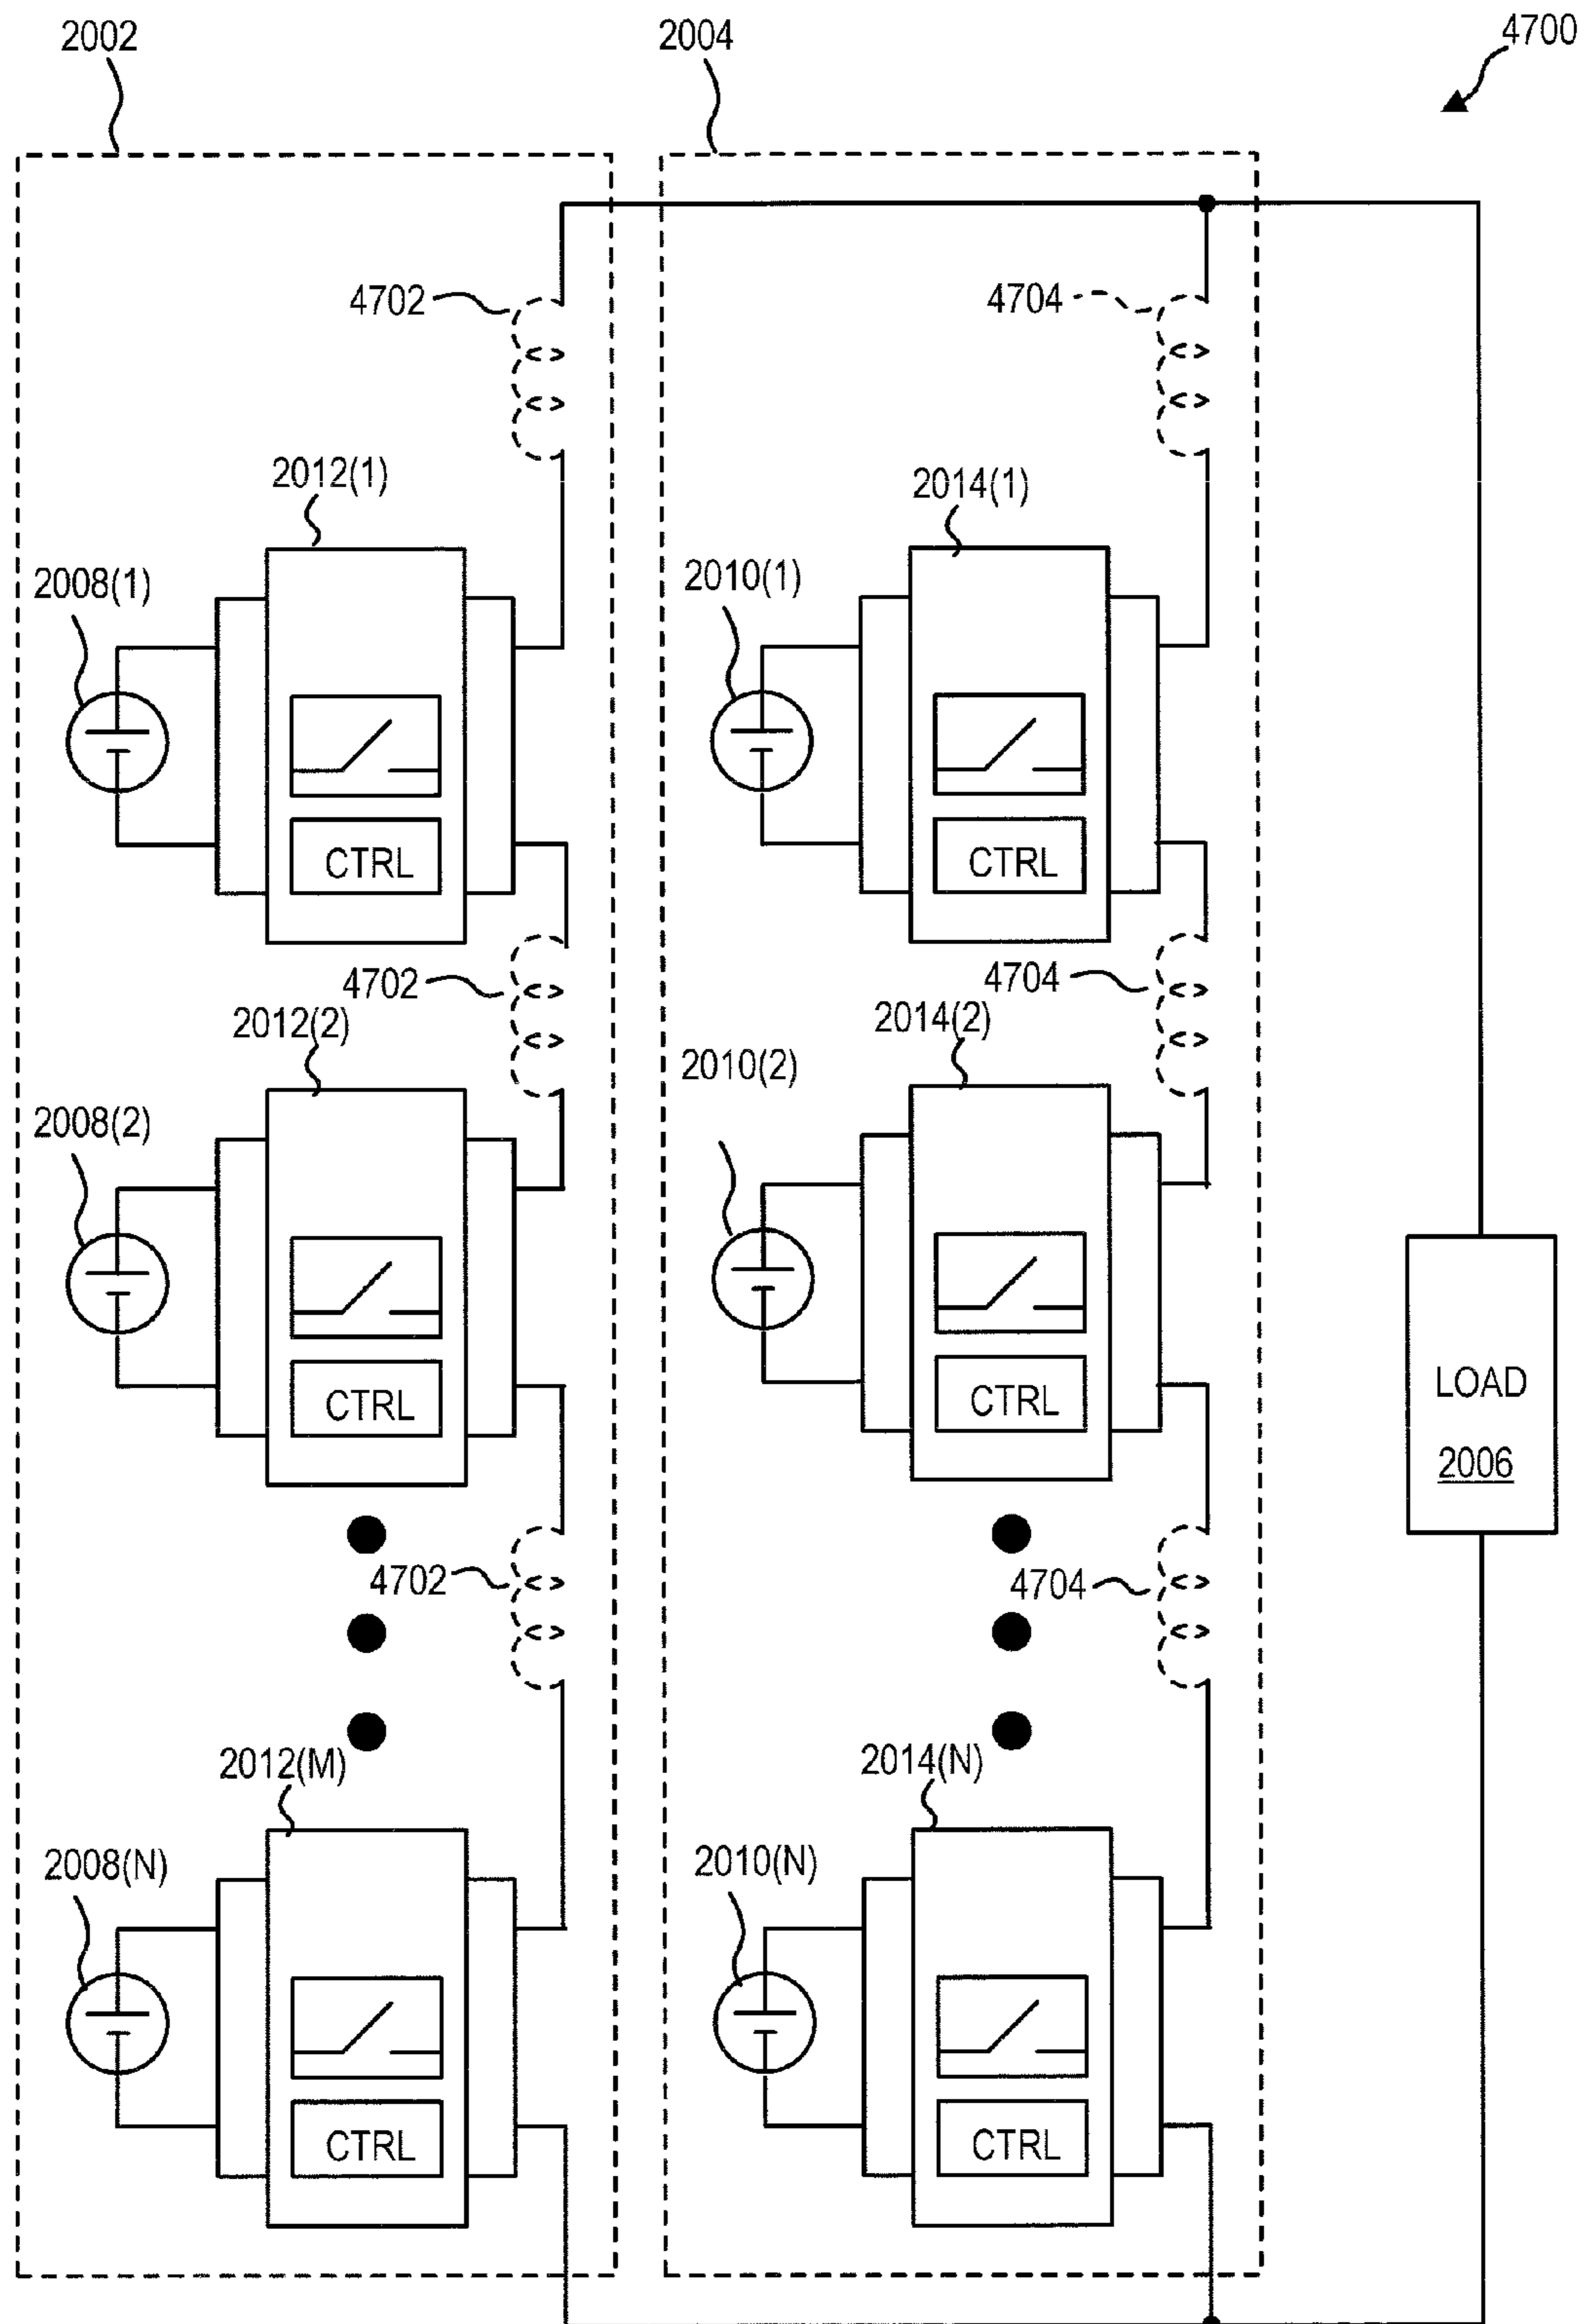 2002
2004
4700
4702
4704
2012(1)
2014(1)
2008(1)
2010(1)
CTRL
CTRL
4702
4704
2012(2)
2014(2)
2010(2)
2008(2)
CTRL
CTRL
LOAD
2006
4702
4704
2012(M)
2014(N)
2008(N)
2010(N)
CTRL
CTRL